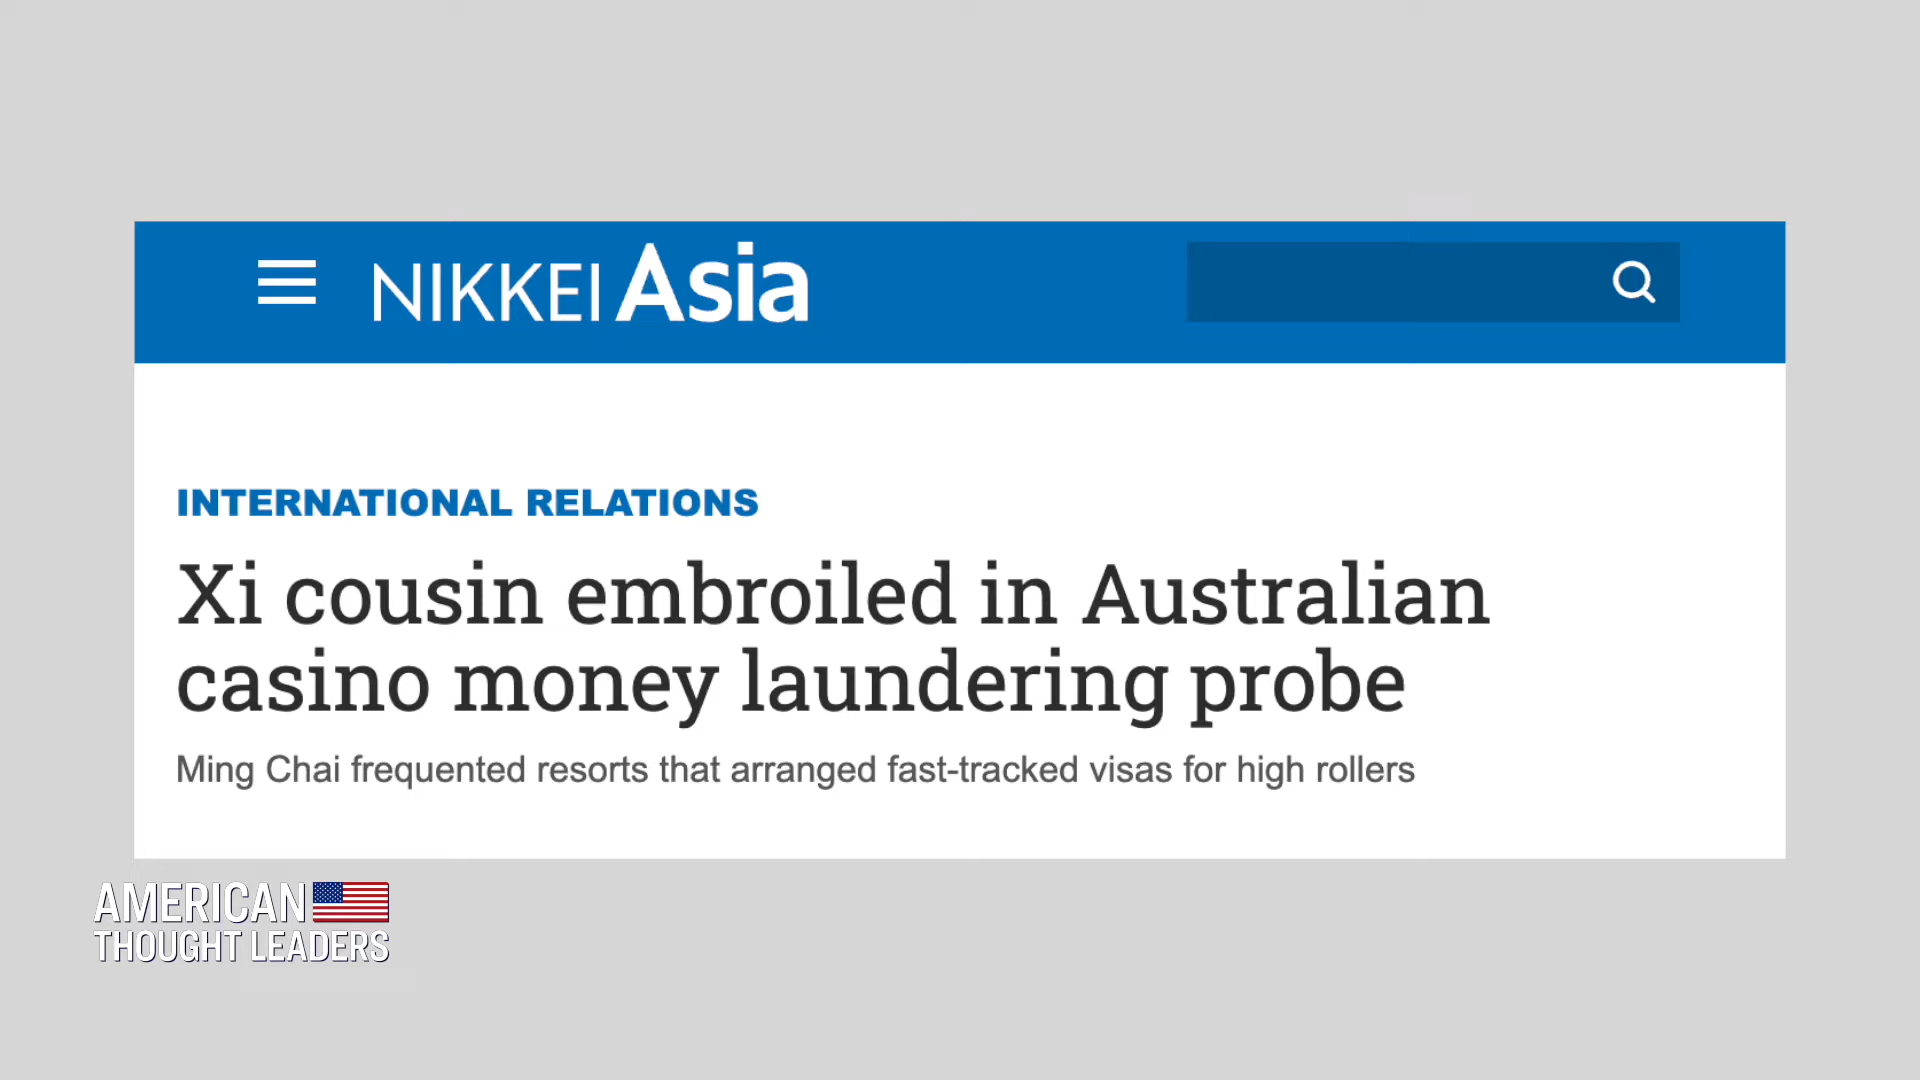 NIKKEI Asia
INTERNATIONAL RELATIONS
Xi cousin embroiled in Australian
casino money laundering probe
Ming Chai frequented resorts that arranged fast-tracked visas for high rollers
AMERICAN
THOUGHT LEADERS